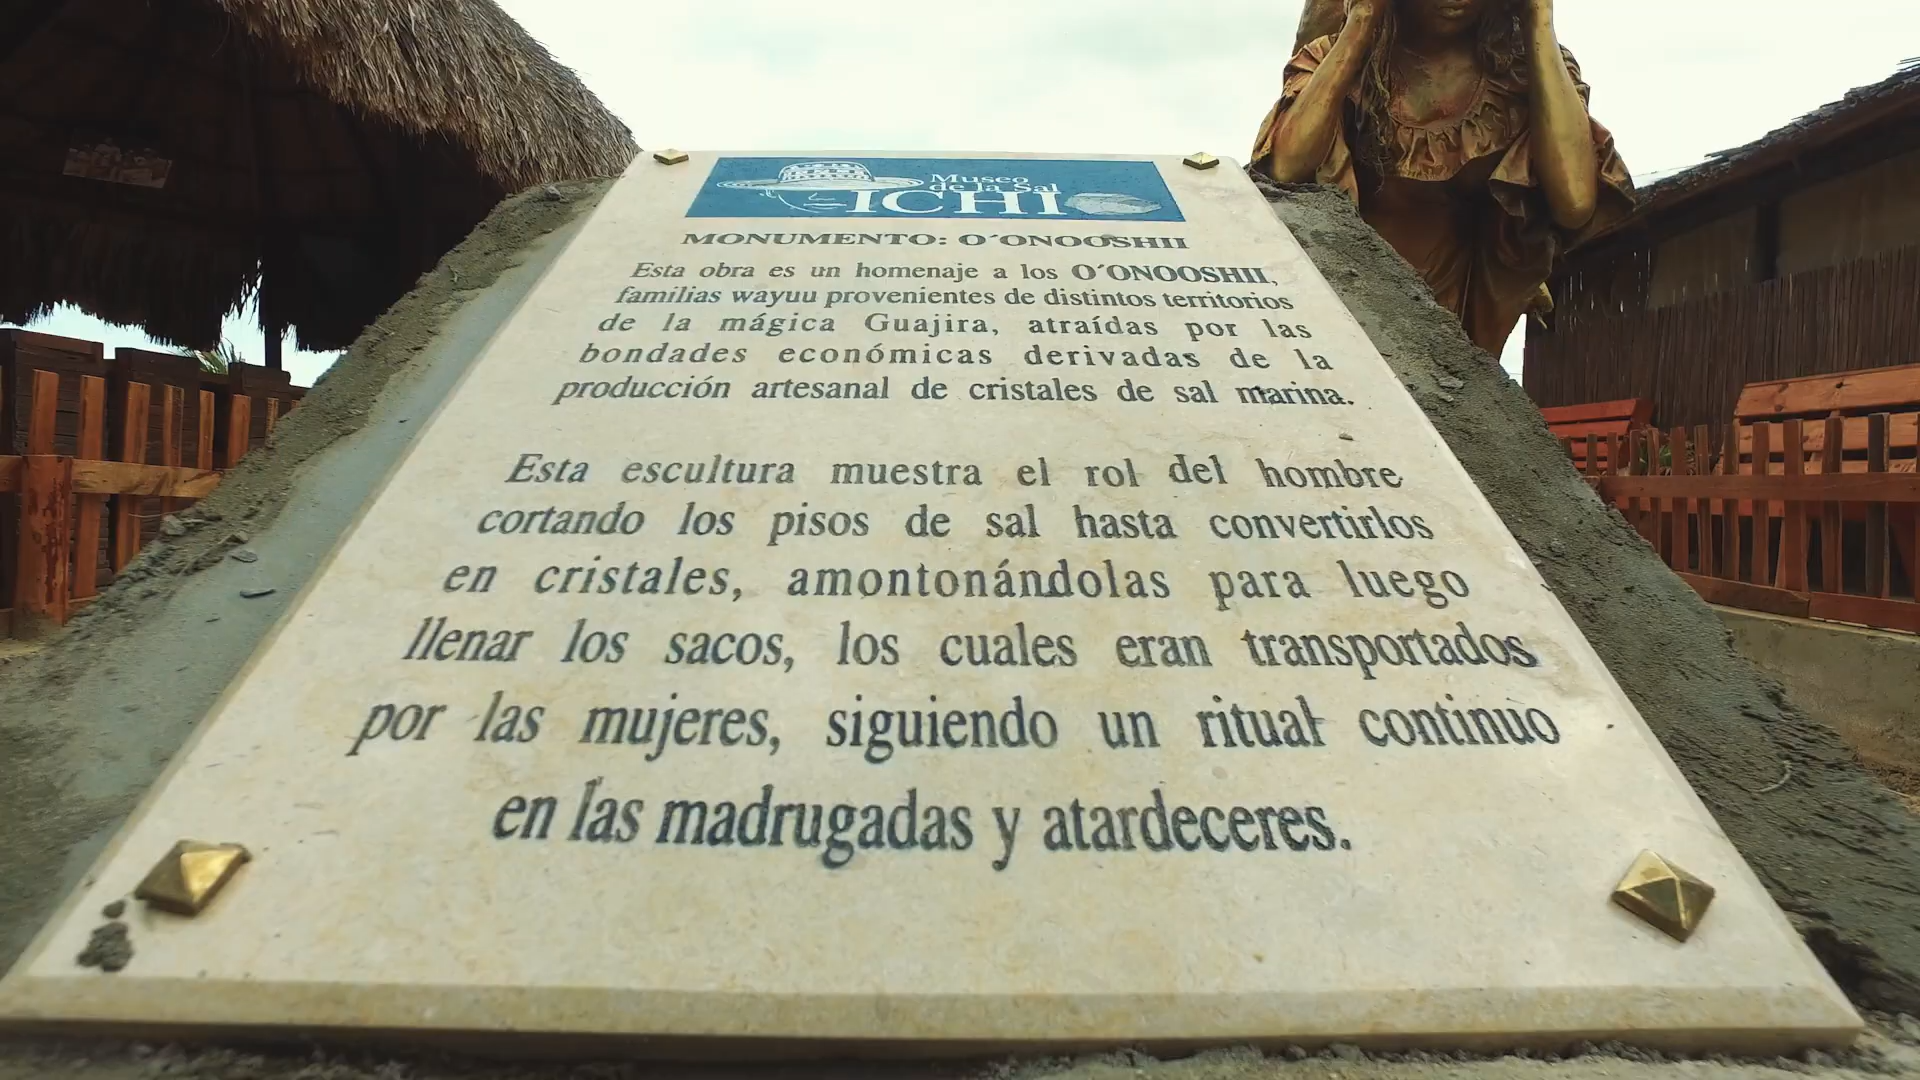 Museo
de la Sal
ICHI
MONUMENTO: O´ONOOSHII
Esta obra es un homenaje a los O´ONOOSHII,
familias wayuu provenientes de distintos territorios
de la mágica Guajira, atraídas por las
bondades económicas derivadas de la
producción artesanal de cristales de sal marina.
Esta escultura muestra el rol del hombre
cortando los pisos de sal hasta convertirlos
en cristales, amontonándolas para luego
llenar los sacos, los cuales eran transportados
por las mujeres, siguiendo un ritual continuo
en las madrugadas y atardeceres.